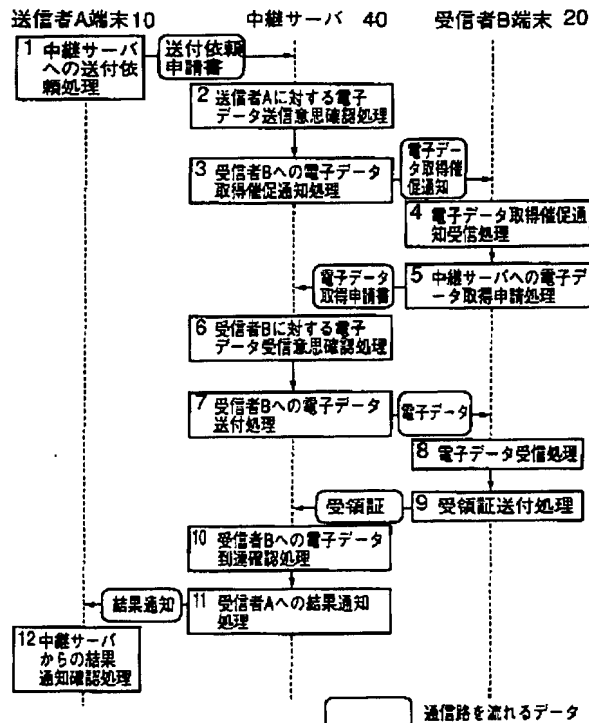 送信者A端末10 中継サーバ 40 受信者B端末 20
1 中継サーバ
への送付依
頼処理
送付依頼
申請書
2 送信者Aに対する電子
データ送信意思確認処理
3 受信者Bへの電子データ
取得催促通知処理
電子デー
タ取得催
促通知
4 電子データ取得催促通
知受信処理
5 中継サーバへの電子デ
ータ取得申請処理
電子データ
取得申請書
6 受信者Bに対する電子
データ受信意思確認処理
7 受信者Bへの電子データ
送付処理
電子データ
8 電子データ受信処理
9 受領証送付処理
受領証
10 受信者Bへの電子データ
到達確認処理
11 受信者Aへの結果通知
処理
結果通知
12 中継サーバ
からの結果
通知確認処理
通信路を流れるデータ